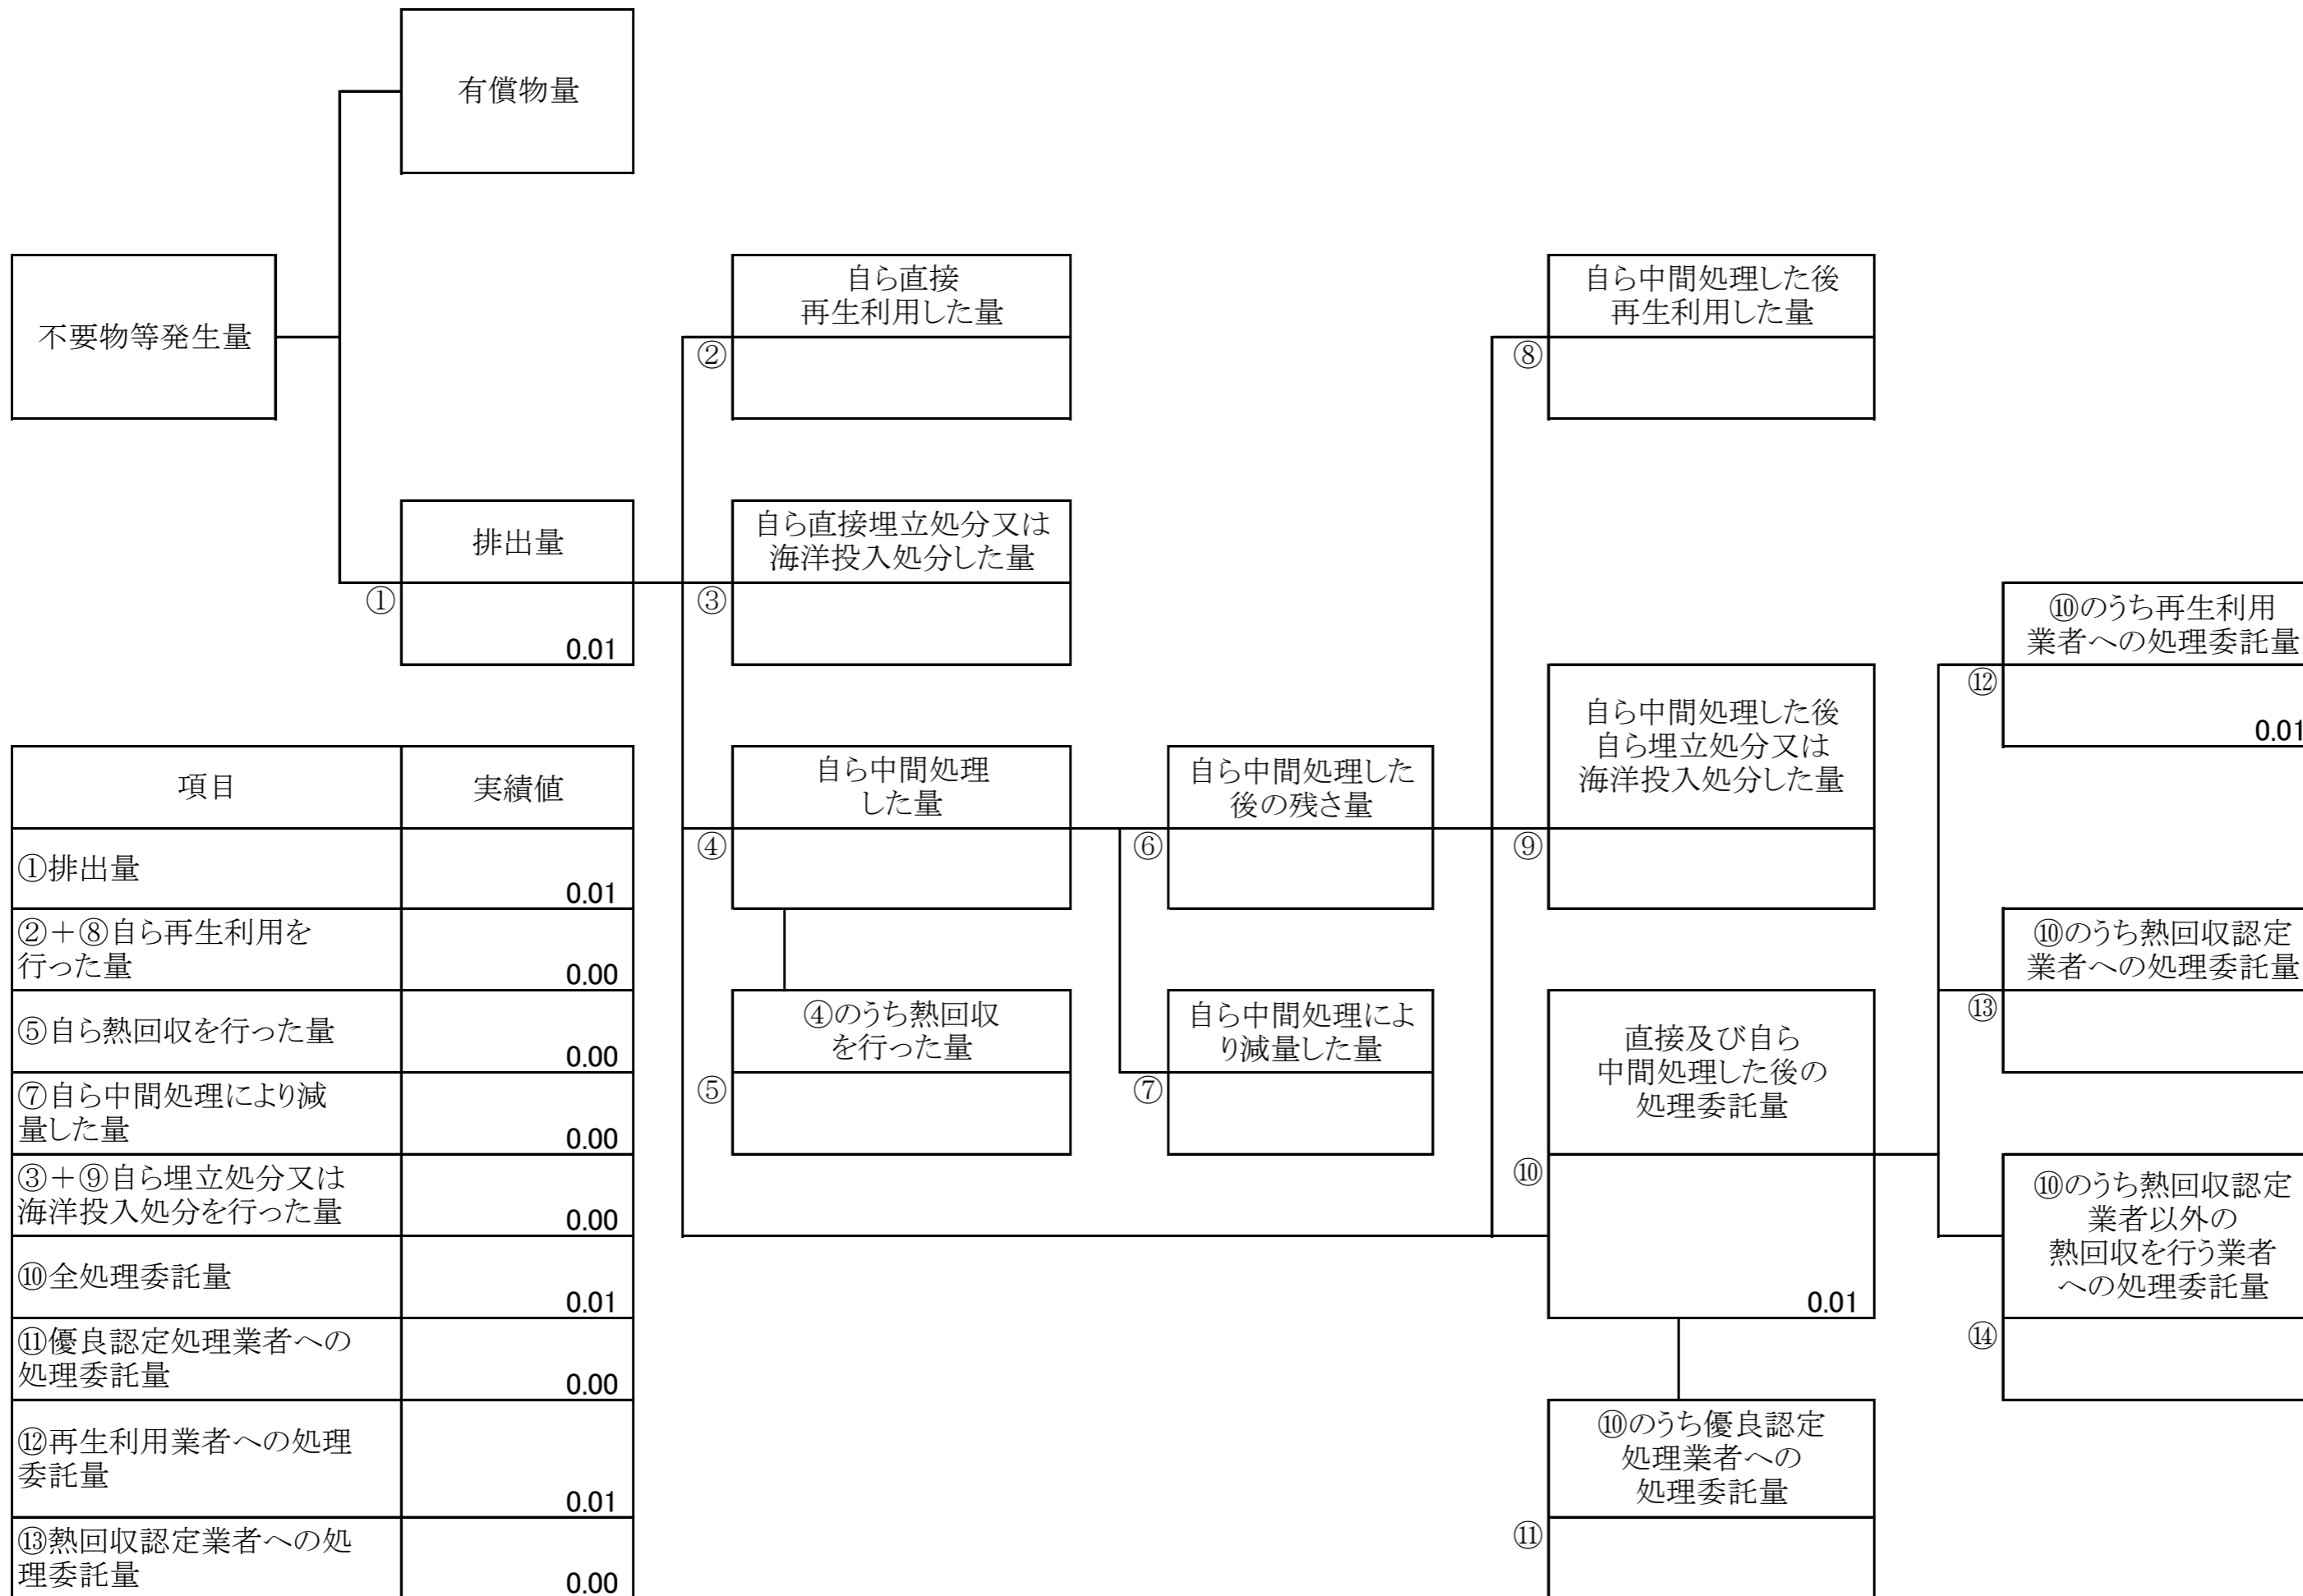 有償物量
不要物等発生量
自ら直接
再生利用した量
②
自ら中間処理した後
再生利用した量
⑧
排出量
①
0.01
自ら直接埋立処分又は
海洋投入処分した量
③
⑩のうち再生利用
業者への処理委託量
⑫
0.01
自ら中間処理
した量
④
自ら中間処理した
後の残さ量
⑥
自ら中間処理した後
自ら埋立処分又は
海洋投入処分した量
⑨
⑩のうち熱回収認定
業者への処理委託量
⑬
④のうち熱回収
を行った量
⑤
自ら中間処理によ
り減量した量
⑦
直接及び自ら
中間処理した後の
処理委託量
⑩
0.01
⑩のうち熱回収認定
業者以外の
熱回収を行う業者
への処理委託量
⑭
⑩のうち優良認定
処理業者への
処理委託量
⑪
項目 実績値
①排出量
0.01
②+⑧自ら再生利用を
行った量
0.00
⑤自ら熱回収を行った量
0.00
⑦自ら中間処理により減
量した量
0.00
③+⑨自ら埋立処分又は
海洋投入処分を行った量
0.00
⑩全処理委託量
0.01
⑪優良認定処理業者への
処理委託量
0.00
⑫再生利用業者への処理
委託量
0.01
⑬熱回収認定業者への処
理委託量
0.00